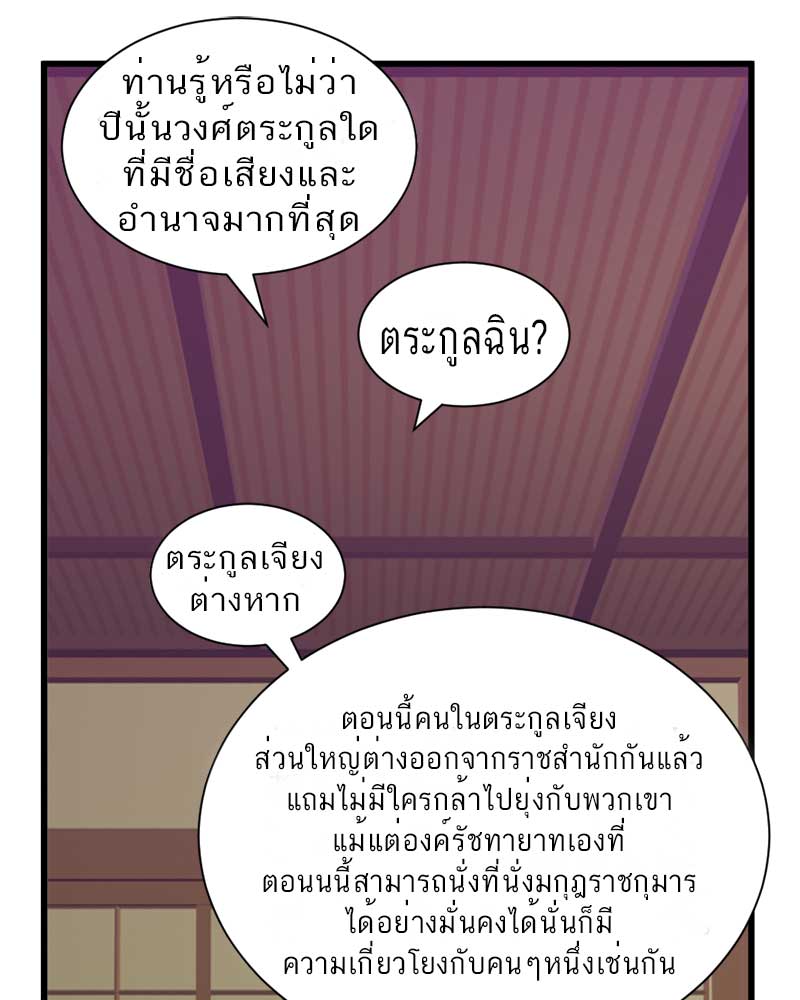 ท่านรู้หรือไม่ว่า
ปีนั้นวงศ์ตระกูลใด
ที่มีชื่อเสียงและ
อำนาจมากที่สุด
ตระกูลฉิน?
ตระกูลเจียง
ต่างหาก
ตอนนี้คนในตระกูลเจียง
ส่วนใหญ่ต่างออกจากราชสำนักกันแล้ว
แถมไม่มีใครกล้าไปยุ่งกับพวกเขา
แม้แต่องค์รัชทายาทเองที่
ตอนนนี้สามารถนั่งที่นั่งมกุฎราชกุมาร
ได้อย่างมั่นคงได้นั่นก็มี
ความเกี่ยวโยงกับคนๆหนึ่งเช่นกัน